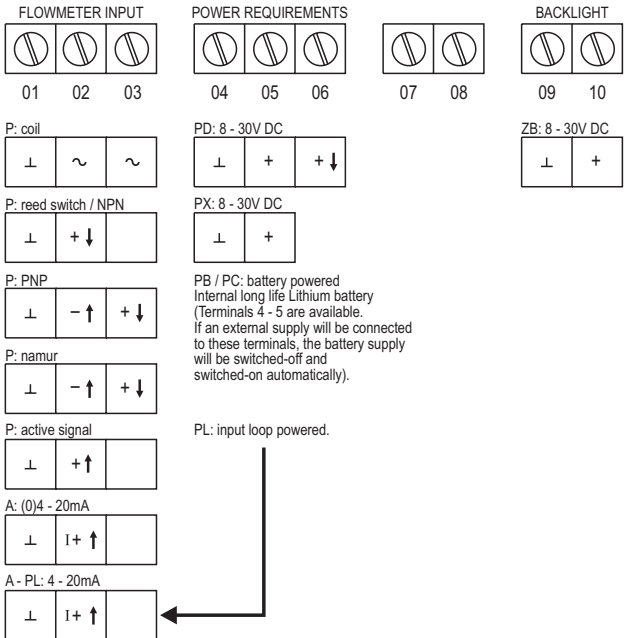 FLOWMETER INPUT
POWER REQUIREMENTS
BACKLIGHT
01 02 03
04 05 06
07 08
09 10
P: coil
⊥ ~ ~
PD: 8 - 30V DC
⊥ + +↓
ZB: 8 - 30V DC
⊥ +
P: reed switch / NPN
⊥ +↓
PX: 8 - 30V DC
⊥ +
P: PNP
⊥ -↑ +↓
PB / PC: battery powered
Internal long life Lithium battery
(Terminals 4 - 5 are available.
If an external supply will be connected
to these terminals, the battery supply
will be switched-off and
switched-on automatically).
P: namur
⊥ -↑ +↓
P: active signal
⊥ +↑
PL: input loop powered.
A: (0)4 - 20mA
⊥ I+ ↑
A - PL: 4 - 20mA
⊥ I+ ↑